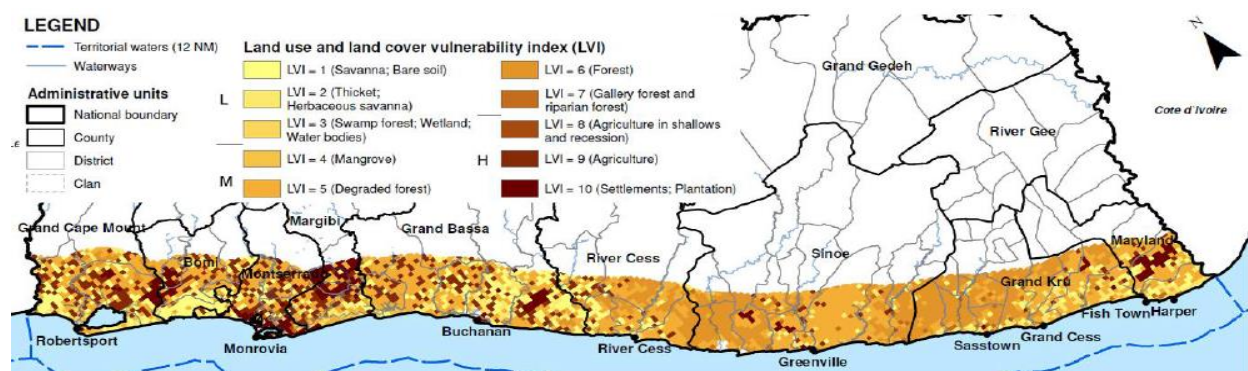 LEGEND
Territorial waters (12 NM)
Waterways
Administrative units
National boundary
County
District
Clan
Land use and land cover vulnerability index (LVI)
L
M
H
LVI = 1 (Savanna; Bare soil)
LVI = 2 (Thicket;
Herbaceous savanna)
LVI = 3 (Swamp forest; Wetland;
Water bodies)
LVI = 4 (Mangrove)
LVI = 5 (Degraded forest)
LVI = 6 (Forest)
LVI = 7 (Gallery forest and
riparian forest)
LVI = 8 (Agriculture in shallows
and recession)
LVI = 9 (Agriculture)
LVI = 10 (Settlements; Plantation)
N
Grand Gedeh
Cote d'Ivoire
River Gee
Grand Cape Mount
Margibi
Grand Bassa
Bomi
Montserrado
River Cess
Sinoe
Maryland
Grand Kru
Robertsport
Monrovia
Buchanan
River Cess
Greenville
Sasstown
Grand Cess
Fish Town
Harper